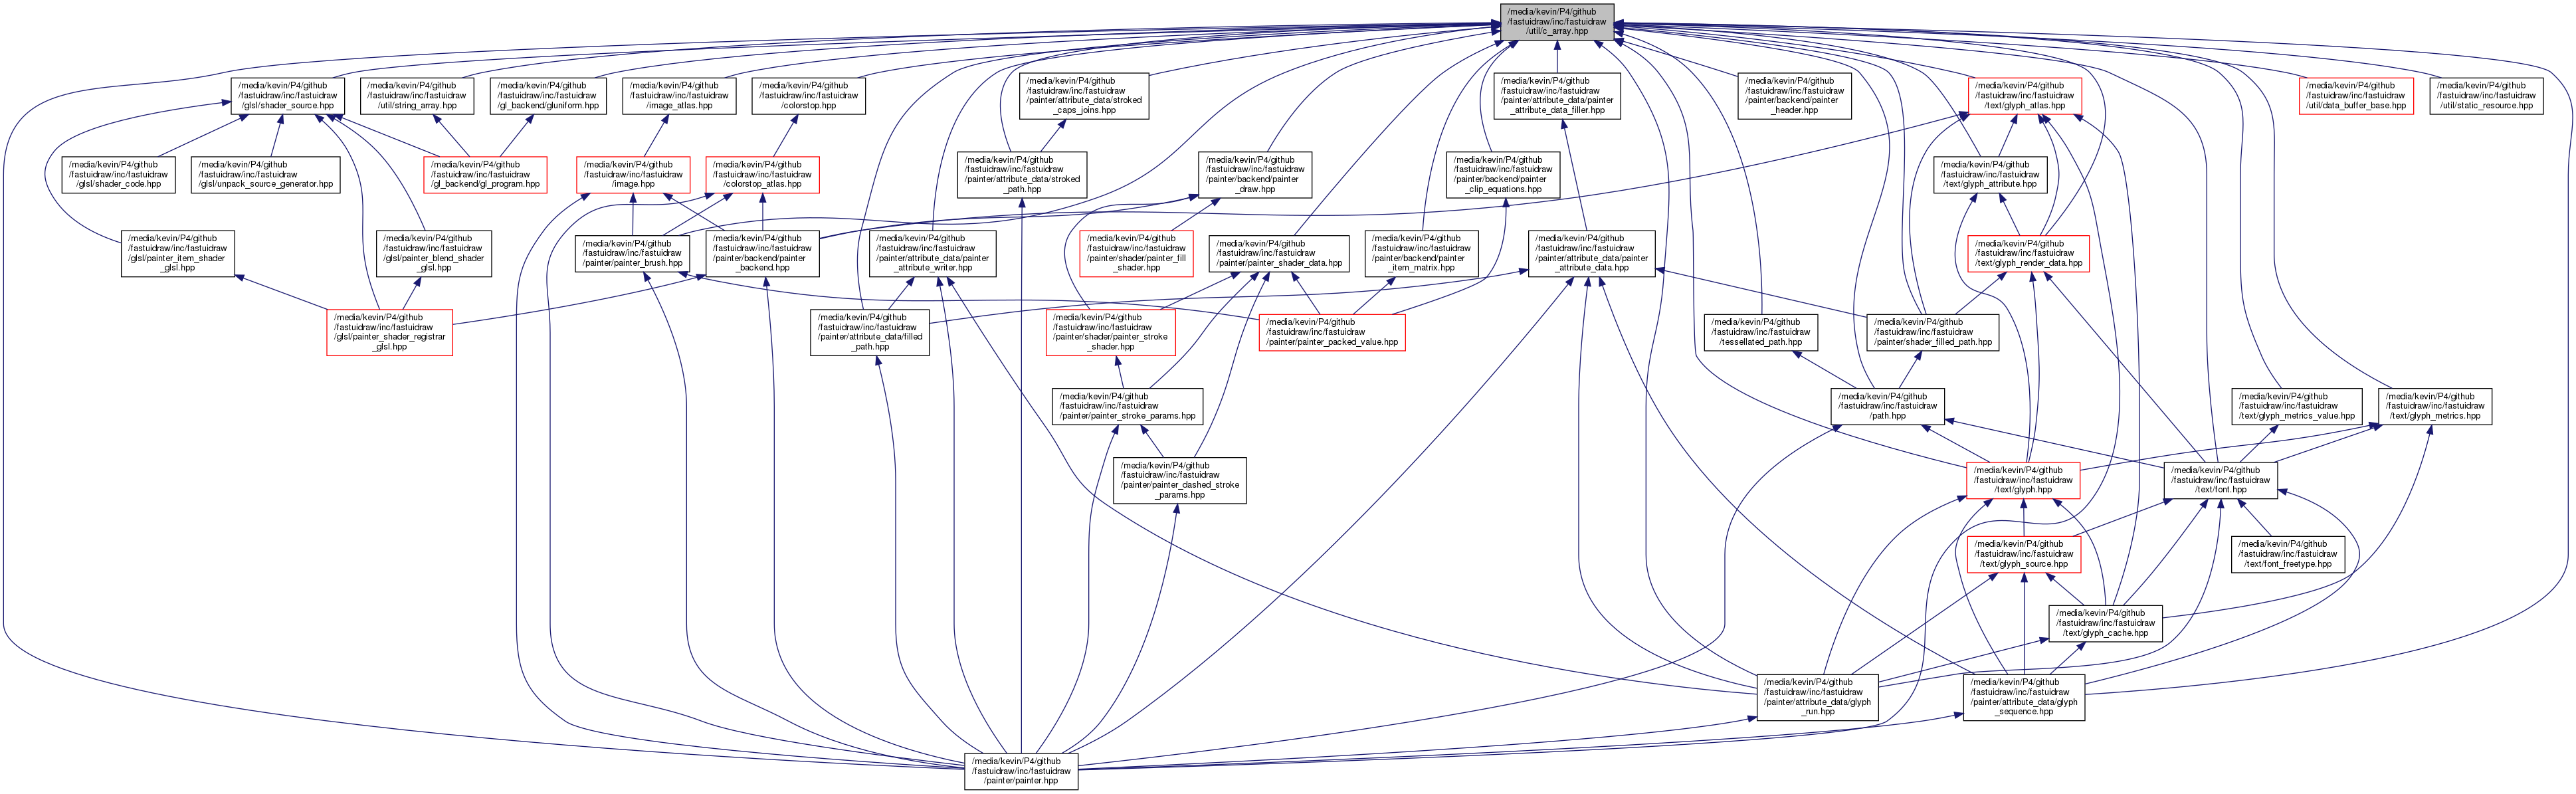 /media/kevin/P4/github
fastuidraw/inc/fastuidraw
/util/c_array.hpp
/media/kevin/P4/github
fastuidraw/inc/fastuidraw
/glsl/shader_source.hpp
/media/kevin/P4/github
fastuidraw/inc/fastuidraw
/util/string_array.hpp
/media/kevin/P4/github
fastuidraw/inc/fastuidraw
/gl_backend/gluniform.hpp
/media/kevin/P4/github
fastuidraw/inc/fastuidraw
/image_atlas.hpp
/media/kevin/P4/github
fastuidraw/inc/fastuidraw
/colorstop.hpp
/media/kevin/P4/github
fastuidraw/inc/fastuidraw
/painter/attribute_data/stroked
_caps_joins.hpp
/media/kevin/P4/github
fastuidraw/inc/fastuidraw
/painter/attribute_data/painter
_attribute_data_filler.hpp
/media/kevin/P4/github
fastuidraw/inc/fastuidraw
/painter/backend/painter
_header.hpp
/media/kevin/P4/github
fastuidraw/inc/fastuidraw
/text/glyph_atlas.hpp
/media/kevin/P4/github
fastuidraw/inc/fastuidraw
/util/data_buffer_base.hpp
/media/kevin/P4/github
fastuidraw/inc/fastuidraw
/util/static_resource.hpp
/media/kevin/P4/github
fastuidraw/inc/fastuidraw
/glsl/shader_code.hpp
/media/kevin/P4/github
fastuidraw/inc/fastuidraw
/glsl/unpack_source_generator.hpp
/media/kevin/P4/github
fastuidraw/inc/fastuidraw
/gl_backend/gl_program.hpp
/media/kevin/P4/github
fastuidraw/inc/fastuidraw
/image.hpp
/media/kevin/P4/github
fastuidraw/inc/fastuidraw
/colorstop_atlas.hpp
/media/kevin/P4/github
fastuidraw/inc/fastuidraw
/painter/attribute_data/stroked
_path.hpp
/media/kevin/P4/github
fastuidraw/inc/fastuidraw
/painter/backend/painter
_draw.hpp
/media/kevin/P4/github
fastuidraw/inc/fastuidraw
/painter/backend/painter
_clip_equations.hpp
/media/kevin/P4/github
fastuidraw/inc/fastuidraw
/text/glyph_attribute.hpp
/media/kevin/P4/github
fastuidraw/inc/fastuidraw
/glsl/painter_item_shader
_glsl.hpp
/media/kevin/P4/github
fastuidraw/inc/fastuidraw
/glsl/painter_blend_shader
_glsl.hpp
/media/kevin/P4/github
fastuidraw/inc/fastuidraw
/painter/painter_brush.hpp
/media/kevin/P4/github
fastuidraw/inc/fastuidraw
/painter/backend/painter
_backend.hpp
/media/kevin/P4/github
fastuidraw/inc/fastuidraw
/painter/attribute_data/painter
_attribute_writer.hpp
/media/kevin/P4/github
fastuidraw/inc/fastuidraw
/painter/shader/painter_fill
_shader.hpp
/media/kevin/P4/github
fastuidraw/inc/fastuidraw
/painter/painter_shader_data.hpp
/media/kevin/P4/github
fastuidraw/inc/fastuidraw
/painter/backend/painter
_item_matrix.hpp
/media/kevin/P4/github
fastuidraw/inc/fastuidraw
/painter/attribute_data/painter
_attribute_data.hpp
/media/kevin/P4/github
fastuidraw/inc/fastuidraw
/text/glyph_render_data.hpp
/media/kevin/P4/github
fastuidraw/inc/fastuidraw
/glsl/painter_shader_registrar
_glsl.hpp
/media/kevin/P4/github
fastuidraw/inc/fastuidraw
/painter/attribute_data/filled
_path.hpp
/media/kevin/P4/github
fastuidraw/inc/fastuidraw
/painter/shader/painter_stroke
_shader.hpp
/media/kevin/P4/github
fastuidraw/inc/fastuidraw
/painter/painter_packed_value.hpp
/media/kevin/P4/github
fastuidraw/inc/fastuidraw
/tessellated_path.hpp
/media/kevin/P4/github
fastuidraw/inc/fastuidraw
/painter/shader_filled_path.hpp
/media/kevin/P4/github
fastuidraw/inc/fastuidraw
/painter/painter_stroke_params.hpp
/media/kevin/P4/github
fastuidraw/inc/fastuidraw
/path.hpp
/media/kevin/P4/github
fastuidraw/inc/fastuidraw
/text/glyph_metrics_value.hpp
/media/kevin/P4/github
fastuidraw/inc/fastuidraw
/text/glyph_metrics.hpp
/media/kevin/P4/github
fastuidraw/inc/fastuidraw
/painter/painter_dashed_stroke
_params.hpp
/media/kevin/P4/github
fastuidraw/inc/fastuidraw
/text/glyph.hpp
/media/kevin/P4/github
fastuidraw/inc/fastuidraw
/text/font.hpp
/media/kevin/P4/github
fastuidraw/inc/fastuidraw
/text/glyph_source.hpp
/media/kevin/P4/github
fastuidraw/inc/fastuidraw
/text/font_freetype.hpp
/media/kevin/P4/github
fastuidraw/inc/fastuidraw
/text/glyph_cache.hpp
/media/kevin/P4/github
fastuidraw/inc/fastuidraw
/painter/attribute_data/glyph
_run.hpp
/media/kevin/P4/github
fastuidraw/inc/fastuidraw
/painter/attribute_data/glyph
_sequence.hpp
/media/kevin/P4/github
fastuidraw/inc/fastuidraw
/painter/painter.hpp